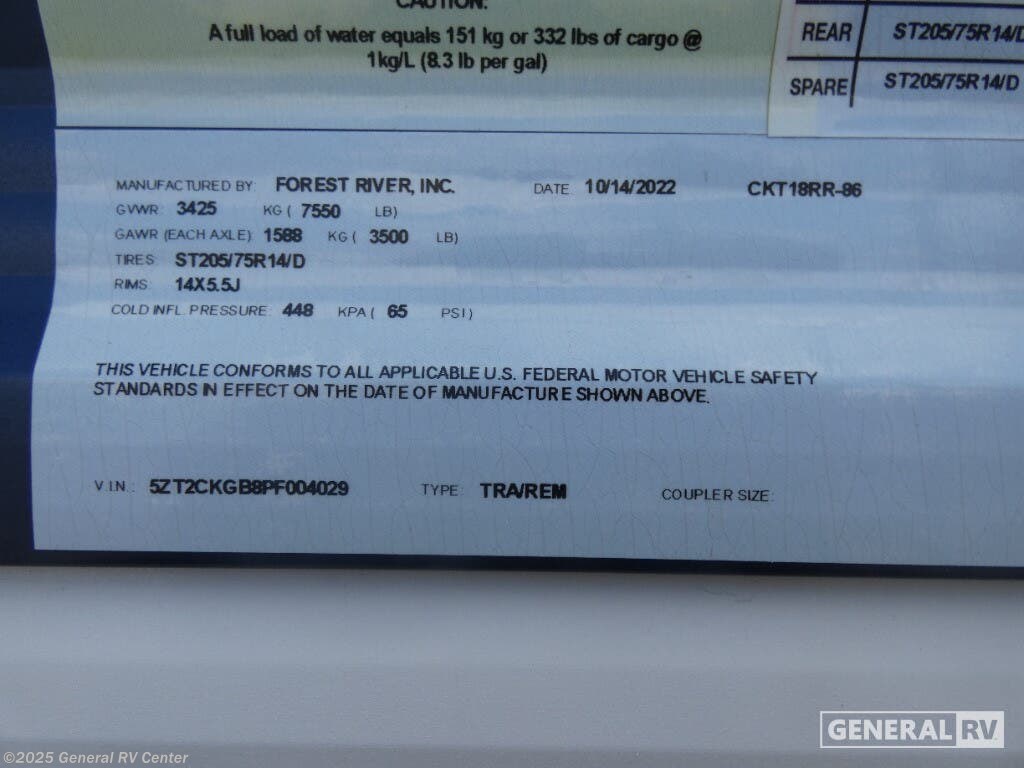 CAUTION:
A full load of water equals 151 kg or 332 lbs of cargo @
1kg/L (8.3 lb per gal)
REAR ST205/75R14/D
SPARE ST205/75R14/D
MANUFACTURED BY: FOREST RIVER, INC. DATE 10/14/2022 CKT18RR-86
GVWR: 3425 KG ( 7550 LB)
GAWR (EACH AXLE): 1588 KG ( 3500 LB)
TIRES ST205/75R14/D
RIMS: 14X5.5J
COLD INFL. PRESSURE: 448 KPA ( 65 PSI)
THIS VEHICLE CONFORMS TO ALL APPLICABLE U.S. FEDERAL MOTOR VEHICLE SAFETY
STANDARDS IN EFFECT ON THE DATE OF MANUFACTURE SHOWN ABOVE.
V.I.N.: 5ZT2CKGB8PF004029 TYPE: TRA/REM COUPLER SIZE:
GENERAL RV
©2025 General RV Center